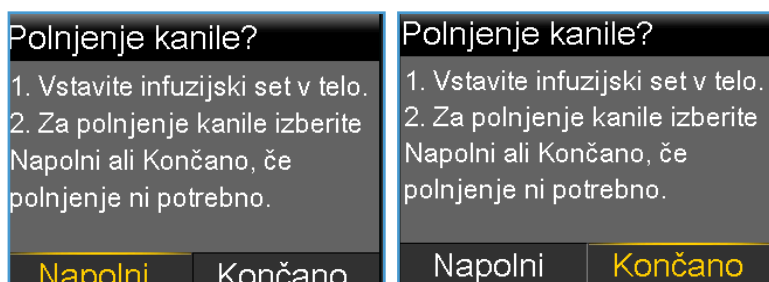 Polnjenje kanile?
1. Vstavite infuzijski set v telo.
2. Za polnjenje kanile izberite
Napolni ali Končano, če
polnjenje ni potrebno.
Napolni Končano
Polnjenje kanile?
1. Vstavite infuzijski set v telo.
2. Za polnjenje kanile izberite
Napolni ali Končano, če
polnjenje ni potrebno.
Napolni Končano